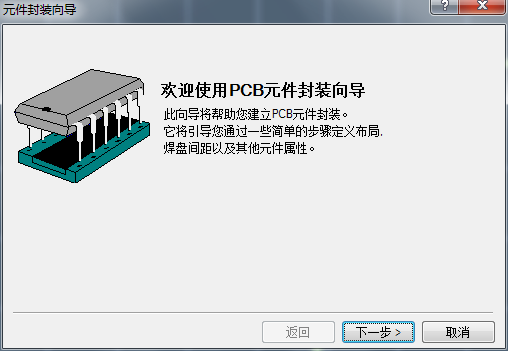 元件封装向导
欢迎使用PCB元件封装向导
此向导将帮助您建立PCB元件封装。
它将引导您通过一些简单的步骤定义布局.
焊盘间距以及其他元件属性。
返回
下一步 >
取消